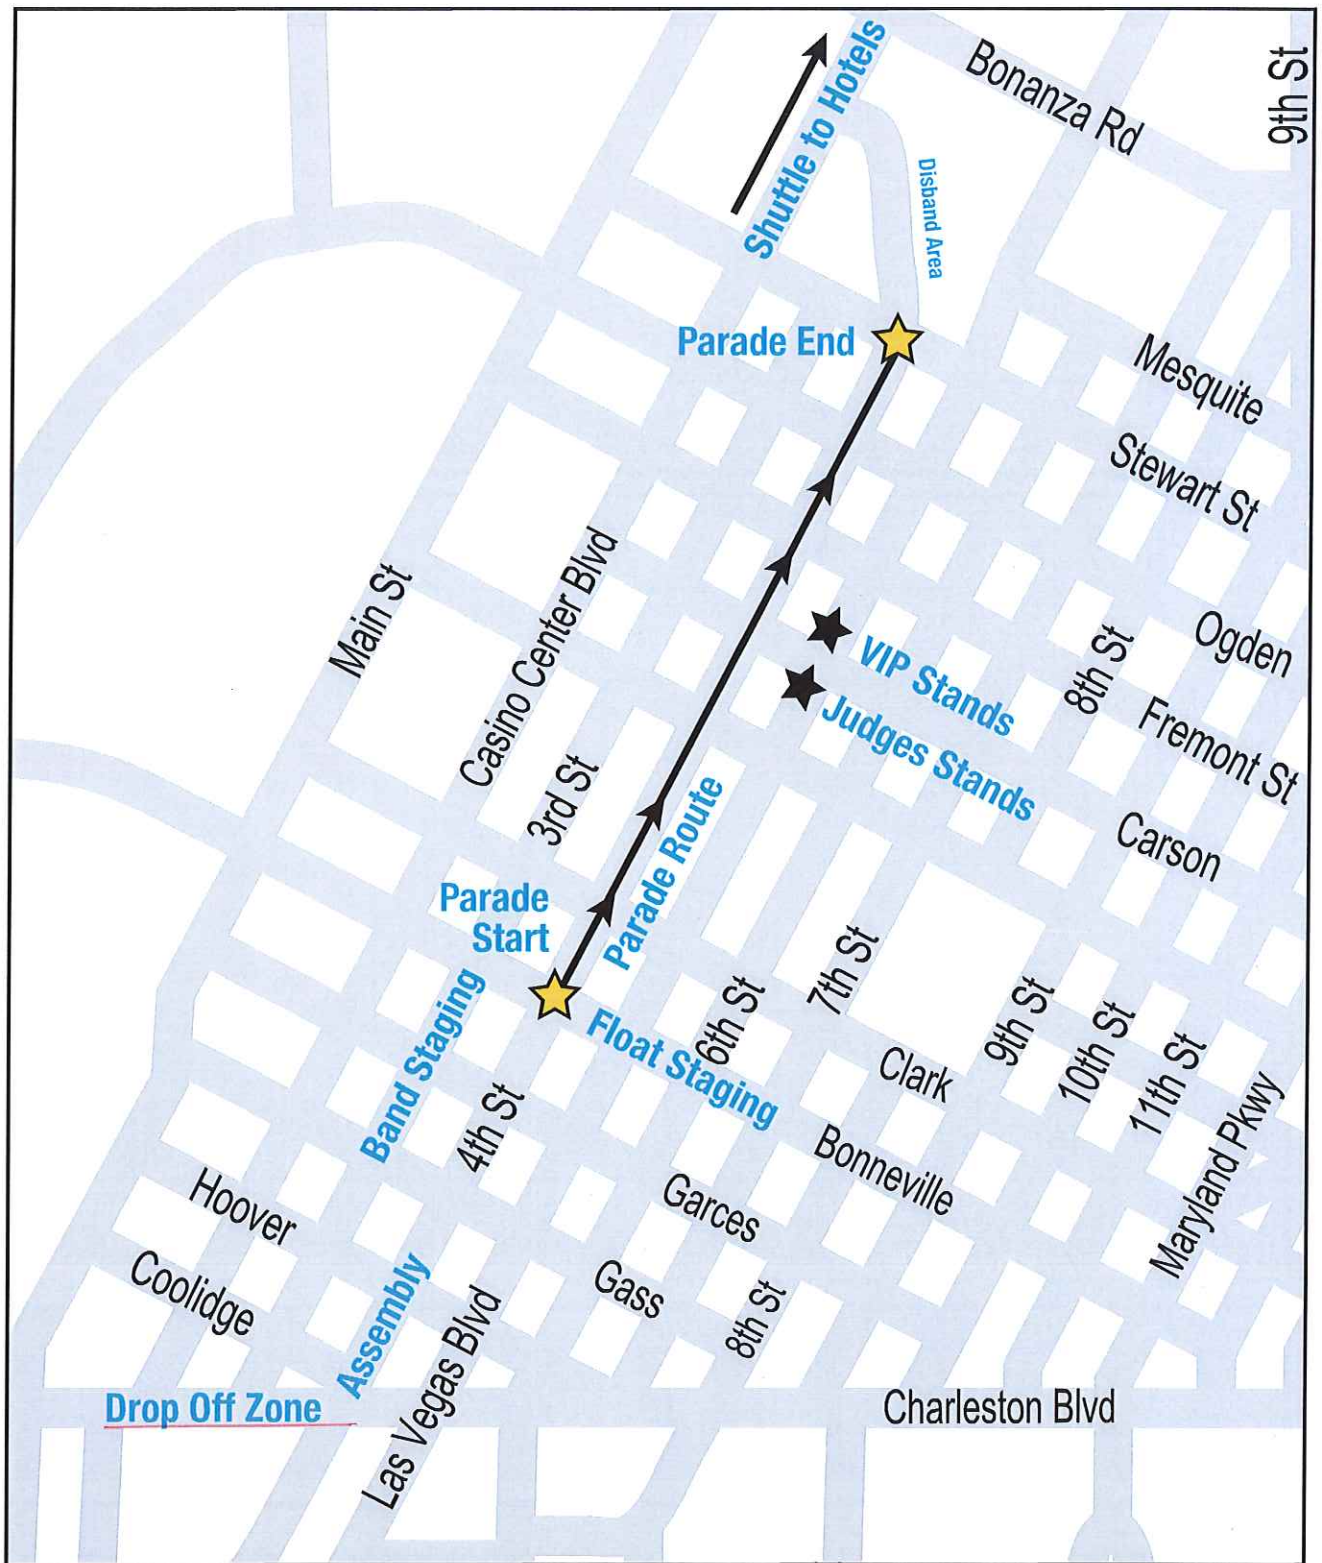 Bonanza Rd
9th St
Shuttle to Hotels
Disband Area
Parade End
Mesquite
Stewart St
Main St
Casino Center Blvd
VIP Stands
8th St
Ogden
Judges Stands
Fremont St
3rd St
Parade Route
Carson
Parade
Start
Band Staging
Float Staging
6th St
7th St
Clark
9th St
10th St
11th St
Maryland Pkwy
4th St
Bonneville
Hoover
Garces
Coolidge
Gass
8th St
Assembly
Las Vegas Blvd
Drop Off Zone
Charleston Blvd